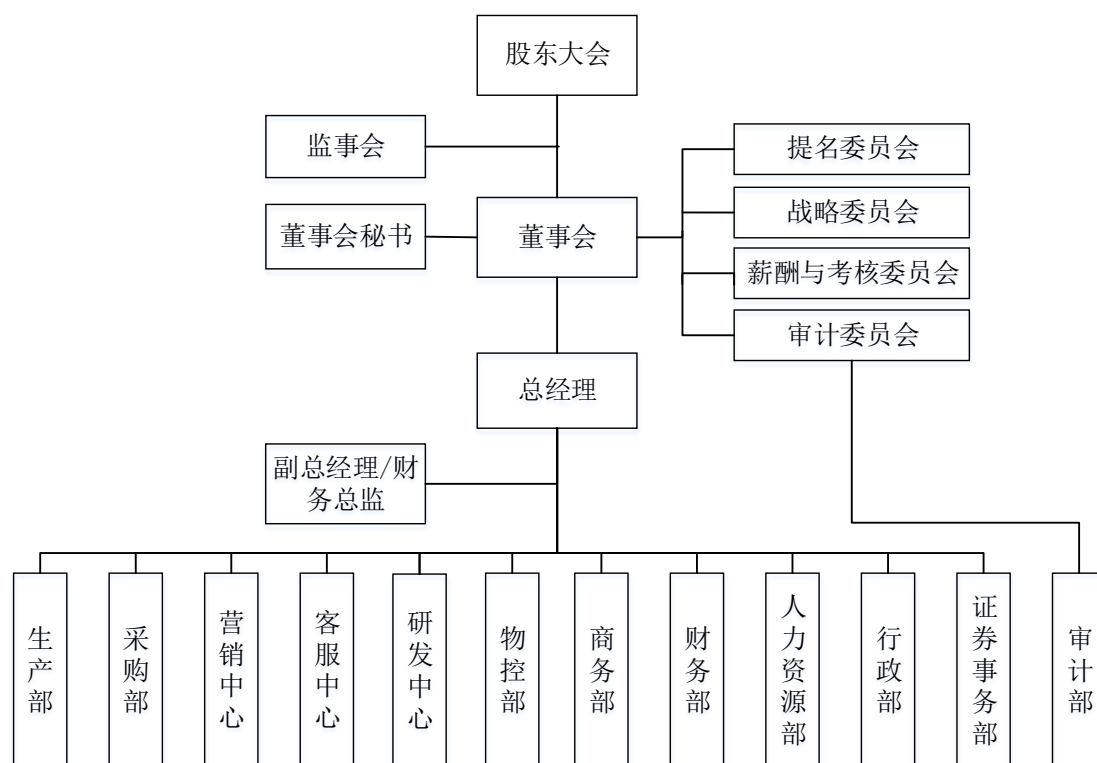 股东大会
监事会
提名委员会
战略委员会
董事会秘书
董事会
薪酬与考核委员会
审计委员会
总经理
副总经理/财
务总监
生产部
采购部
营销中心
客服中心
研发中心
物控部
商务部
财务部
人力资源部
行政部
证券事务部
审计部